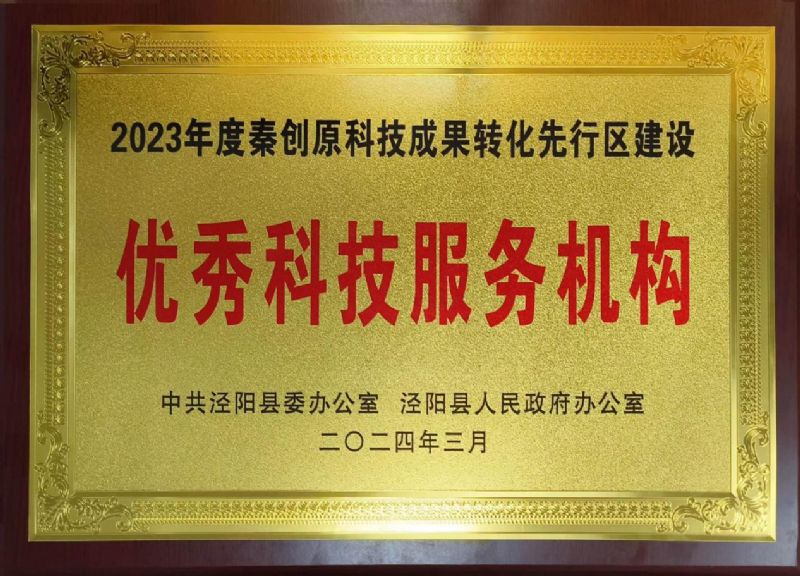 2023年度秦创原科技成果转化先行区建设
优秀科技服务机构
中共泾阳县委办公室 泾阳县人民政府办公室
二〇二四年三月